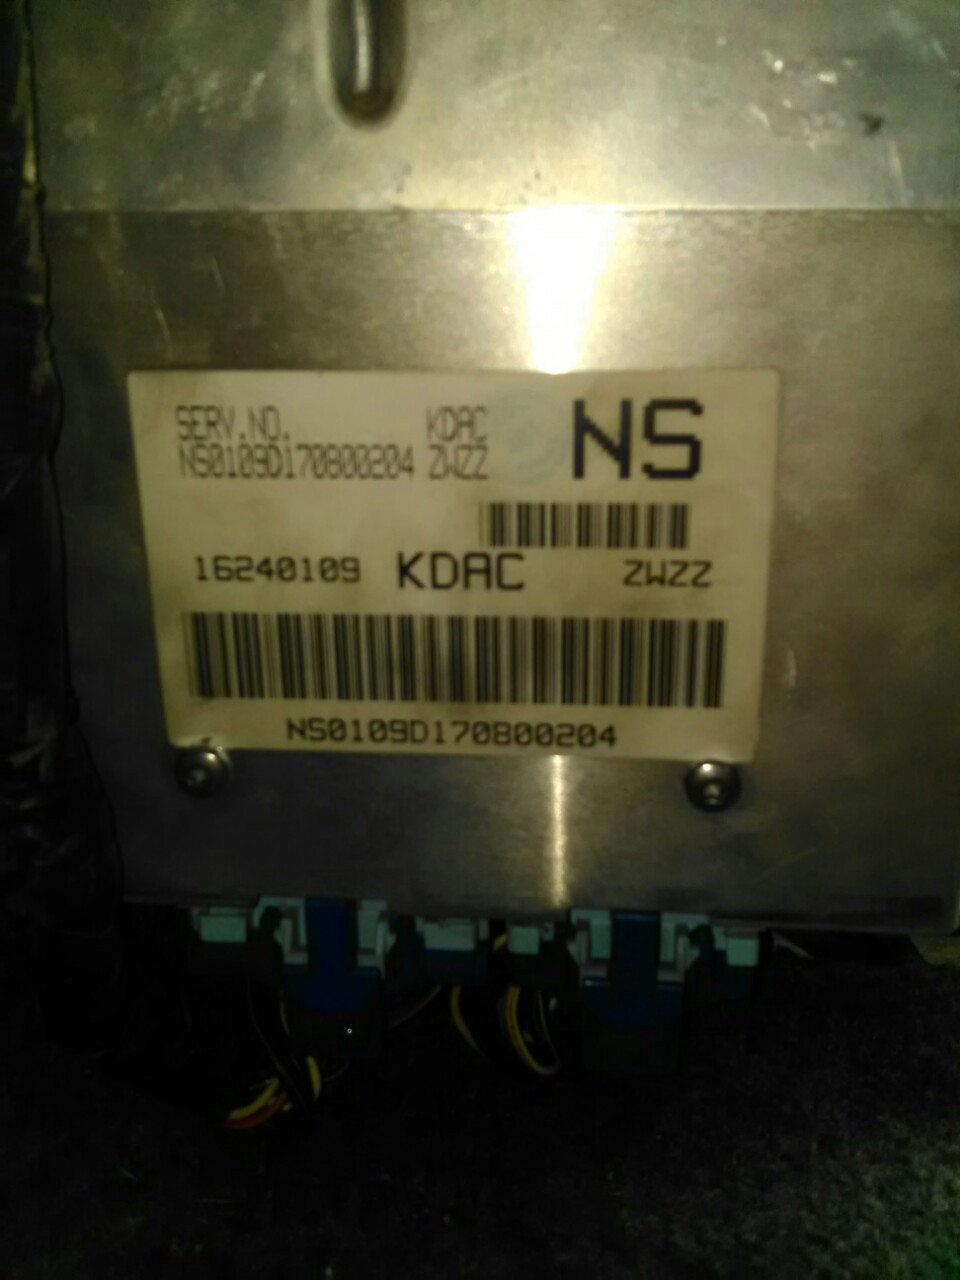 SERV.NO. KDAC NS
NS0109D170800204 ZWZZ
16240109 KDAC ZWZZ
NS0109D170800204